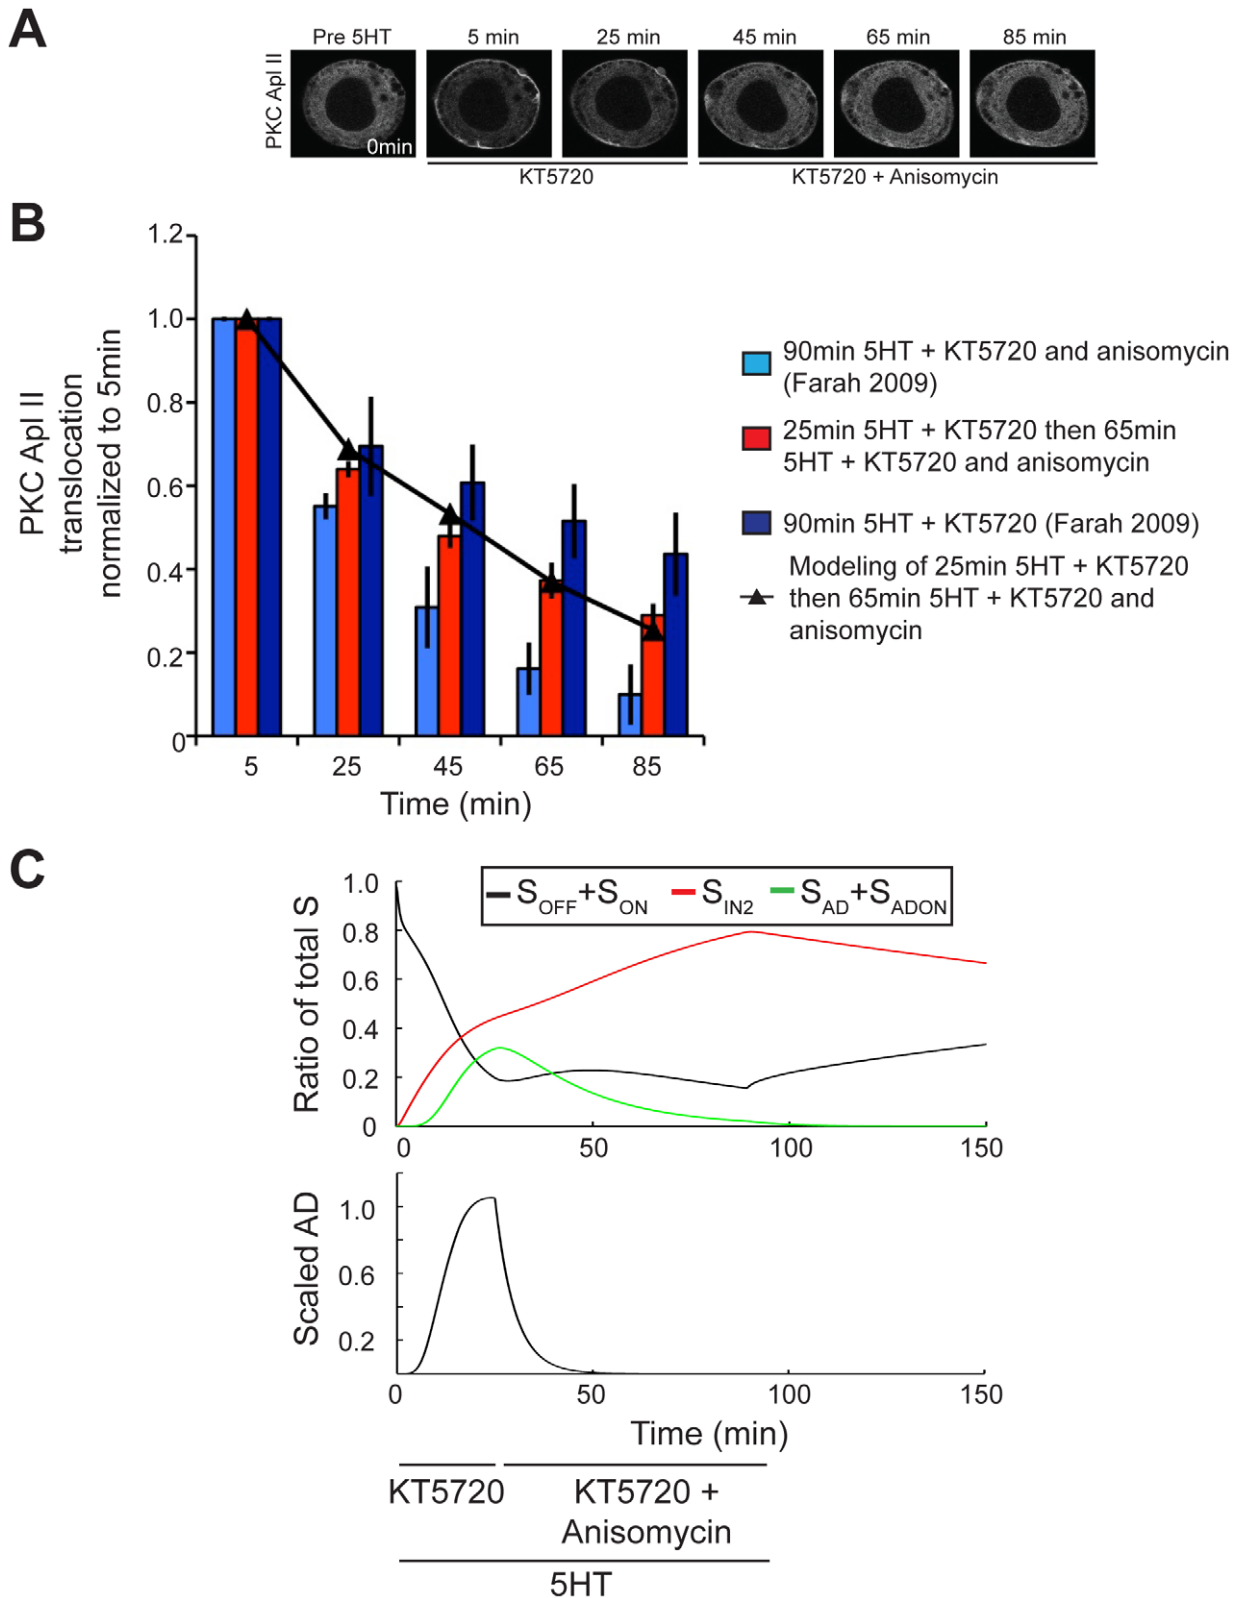 A
Pre 5HT 5 min 25 min 45 min 65 min 85 min
PKC Apl II
0min
KT5720 KT5720 + Anisomycin
B
PKC Apl II
translocation
normalized to 5min
1.2
1.0
0.8
0.6
0.4
0.2
0
5 25 45 65 85
Time (min)
90min 5HT + KT5720 and anisomycin
(Farah 2009)
25min 5HT + KT5720 then 65min
5HT + KT5720 and anisomycin
90min 5HT + KT5720 (Farah 2009)
Modeling of 25min 5HT + KT5720
then 65min 5HT + KT5720 and
anisomycin
C
SOFF+SON SIN2 SAD+SADON
Ratio of total S
1.0
0.8
0.6
0.4
0.2
0
0 50 100 150
Scaled AD
1.0
0.6
0.2
0 50 100 150
Time (min)
KT5720 KT5720 +
Anisomycin
5HT